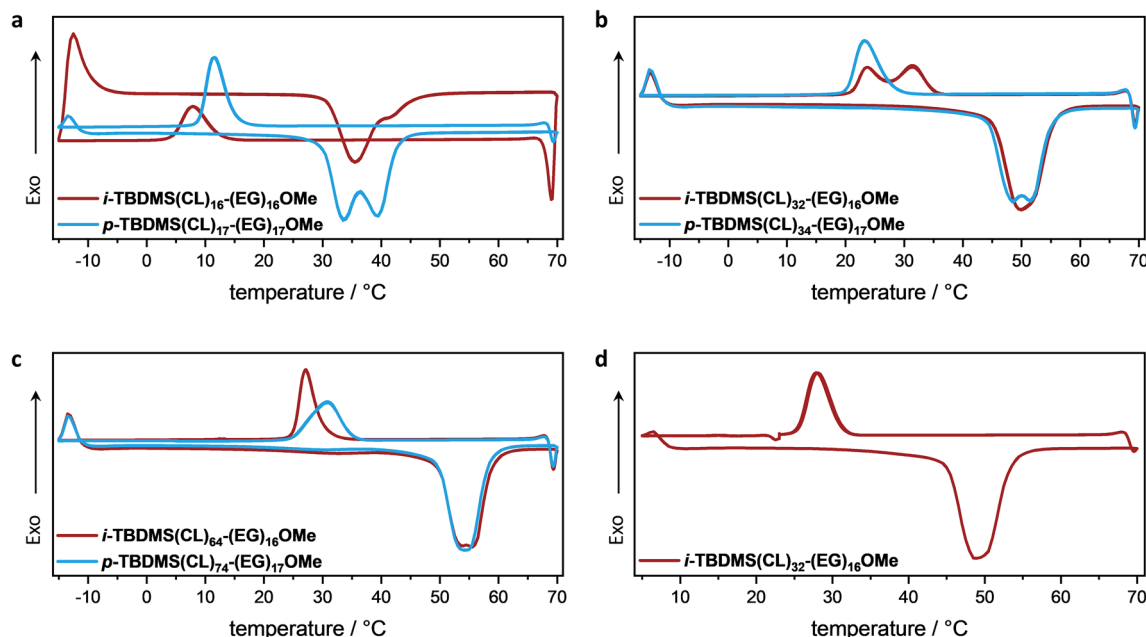 a
Exo
i-TBDMS(CL)₁₆-(EG)₁₆OMe
p-TBDMS(CL)₁₇-(EG)₁₇OMe
-10 0 10 20 30 40 50 60 70
temperature / °C
b
Exo
i-TBDMS(CL)₃₂-(EG)₁₆OMe
p-TBDMS(CL)₃₄-(EG)₁₇OMe
-10 0 10 20 30 40 50 60 70
temperature / °C
c
Exo
i-TBDMS(CL)₆₄-(EG)₁₆OMe
p-TBDMS(CL)₇₄-(EG)₁₇OMe
-10 0 10 20 30 40 50 60 70
temperature / °C
d
Exo
i-TBDMS(CL)₃₂-(EG)₁₆OMe
10 20 30 40 50 60 70
temperature / °C